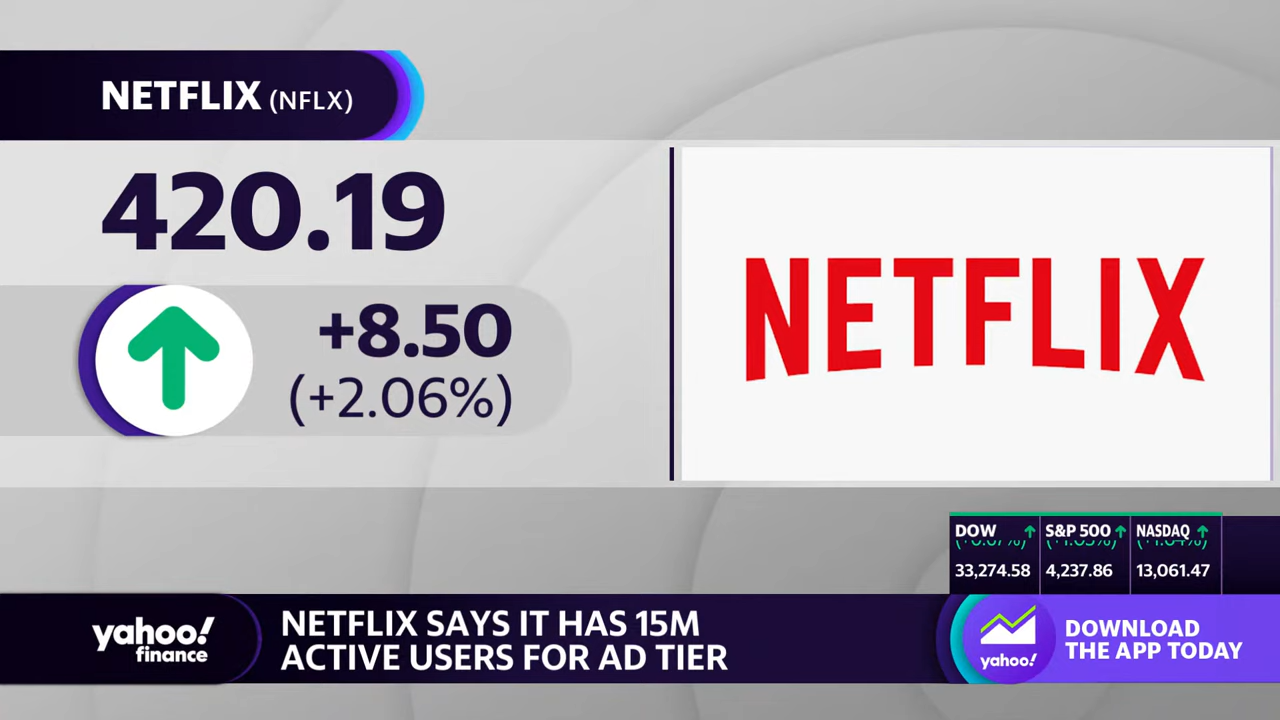 NETFLIX (NFLX)
420.19
+8.50
(+2.06%)
NETFLIX
DOW S&P 500 NASDAQ
33,274.58 4,237.86 13,061.47
yahoo!
finance
NETFLIX SAYS IT HAS 15M
ACTIVE USERS FOR AD TIER
yahoo!
DOWNLOAD
THE APP TODAY